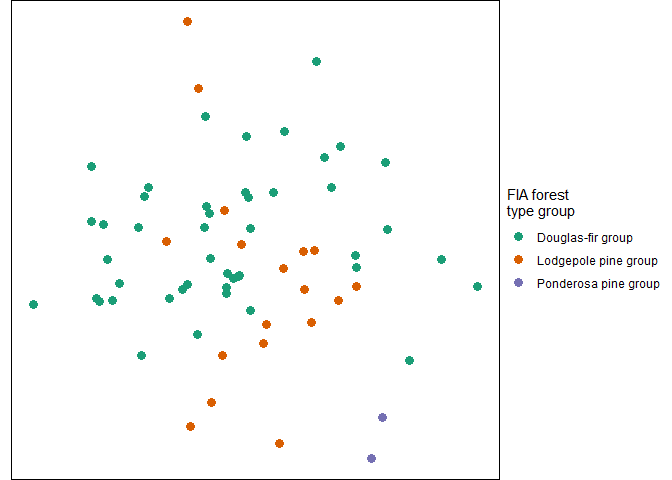 FIA forest
type group
Douglas-fir group
Lodgepole pine group
Ponderosa pine group